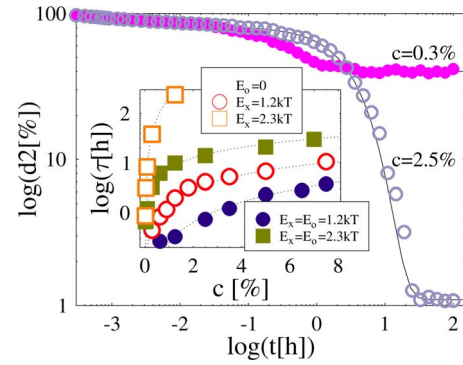 100
10
1
log(d2[%])
-3
-2
-1
0
1
2
log(t[h])
c=0.3%
c=2.5%
2
1
0
log(τ[h])
0
2
4
6
8
c [%]
E₀=0
Eₓ=1.2kT
Eₓ=2.3kT
Eₓ=E₀=1.2kT
Eₓ=E₀=2.3kT